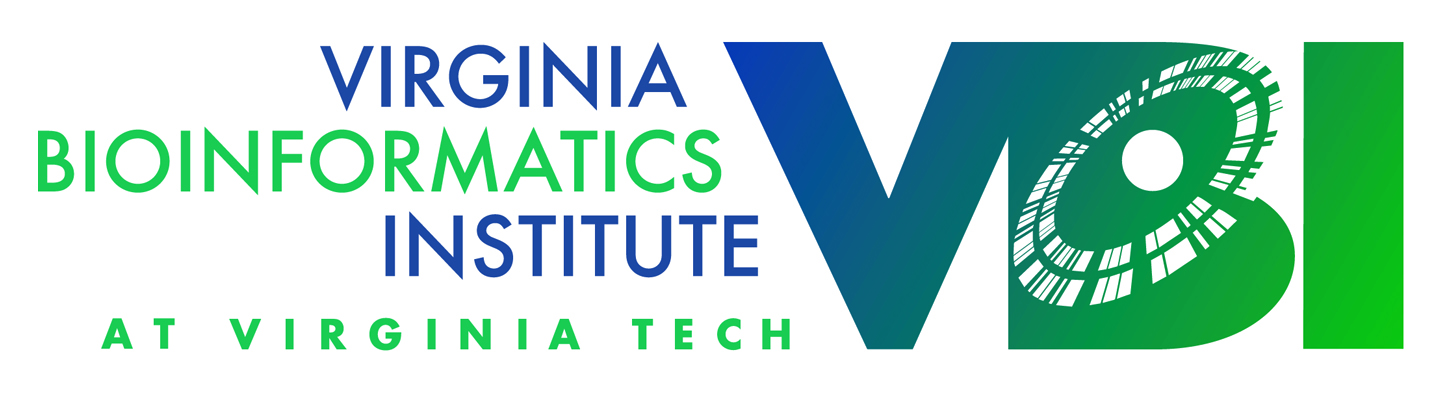 VIRGINIA
BIOINFORMATICS
INSTITUTE
AT VIRGINIA TECH
VBI